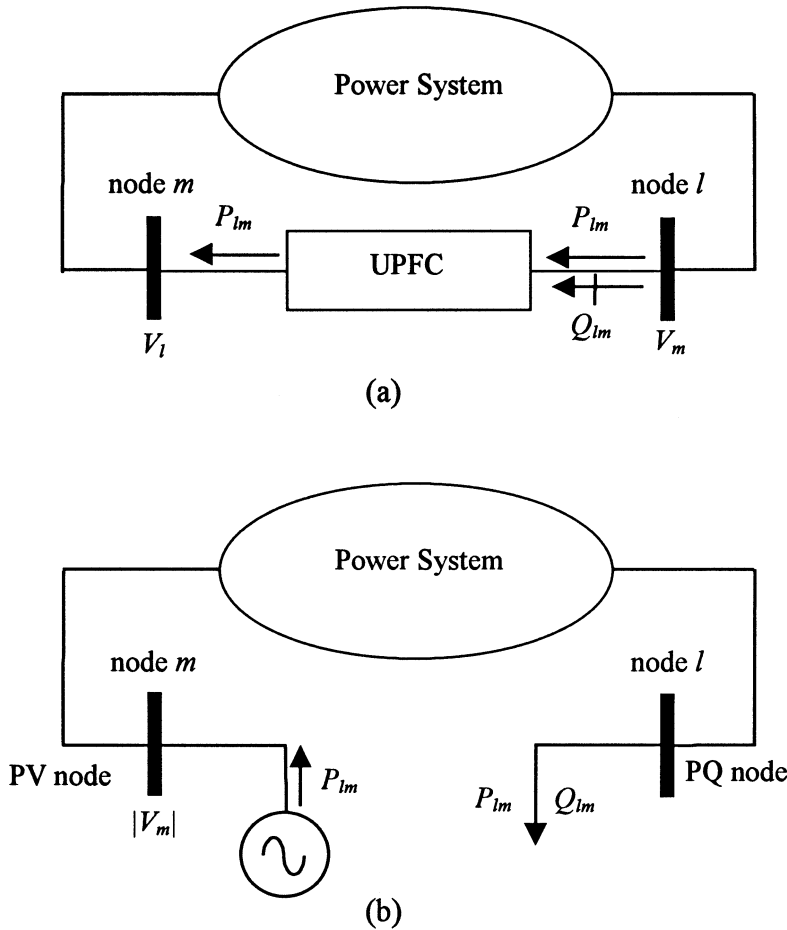 Power System
node m
node l
P_lm
P_lm
UPFC
Q_lm
V_l
V_m
(a)
Power System
node m
node l
PV node
PQ node
P_lm
P_lm Q_lm
|V_m|
(b)